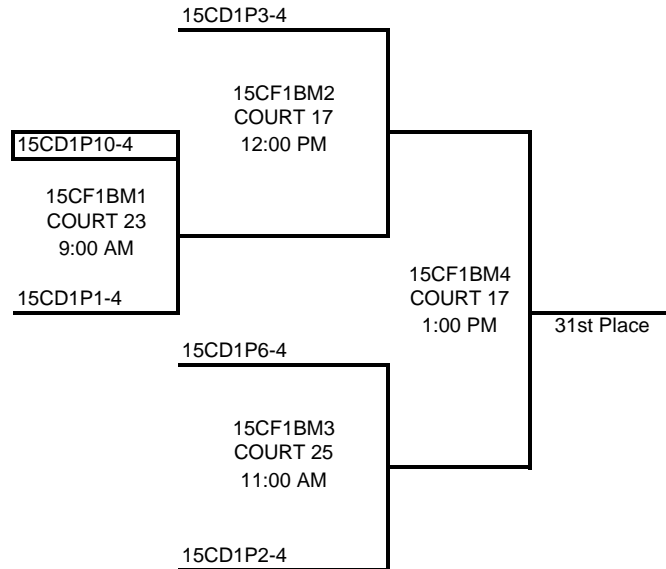 15CD1P3-4
15CF1BM2
COURT 17
12:00 PM
15CD1P10-4
15CF1BM1
COURT 23
9:00 AM
15CD1P1-4
15CF1BM4
COURT 17
1:00 PM
31st Place
15CD1P6-4
15CF1BM3
COURT 25
11:00 AM
15CD1P2-4